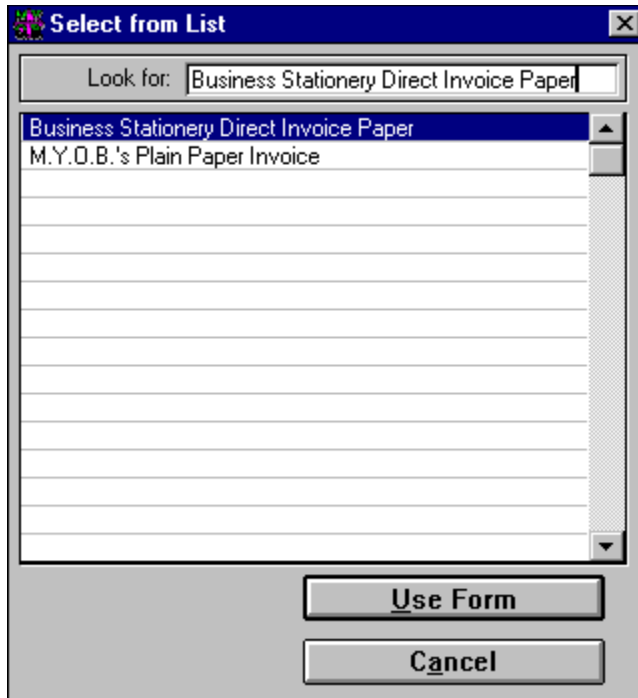 Select from List
Look for: Business Stationery Direct Invoice Paper
Business Stationery Direct Invoice Paper
M.Y.O.B.'s Plain Paper Invoice
Use Form
Cancel